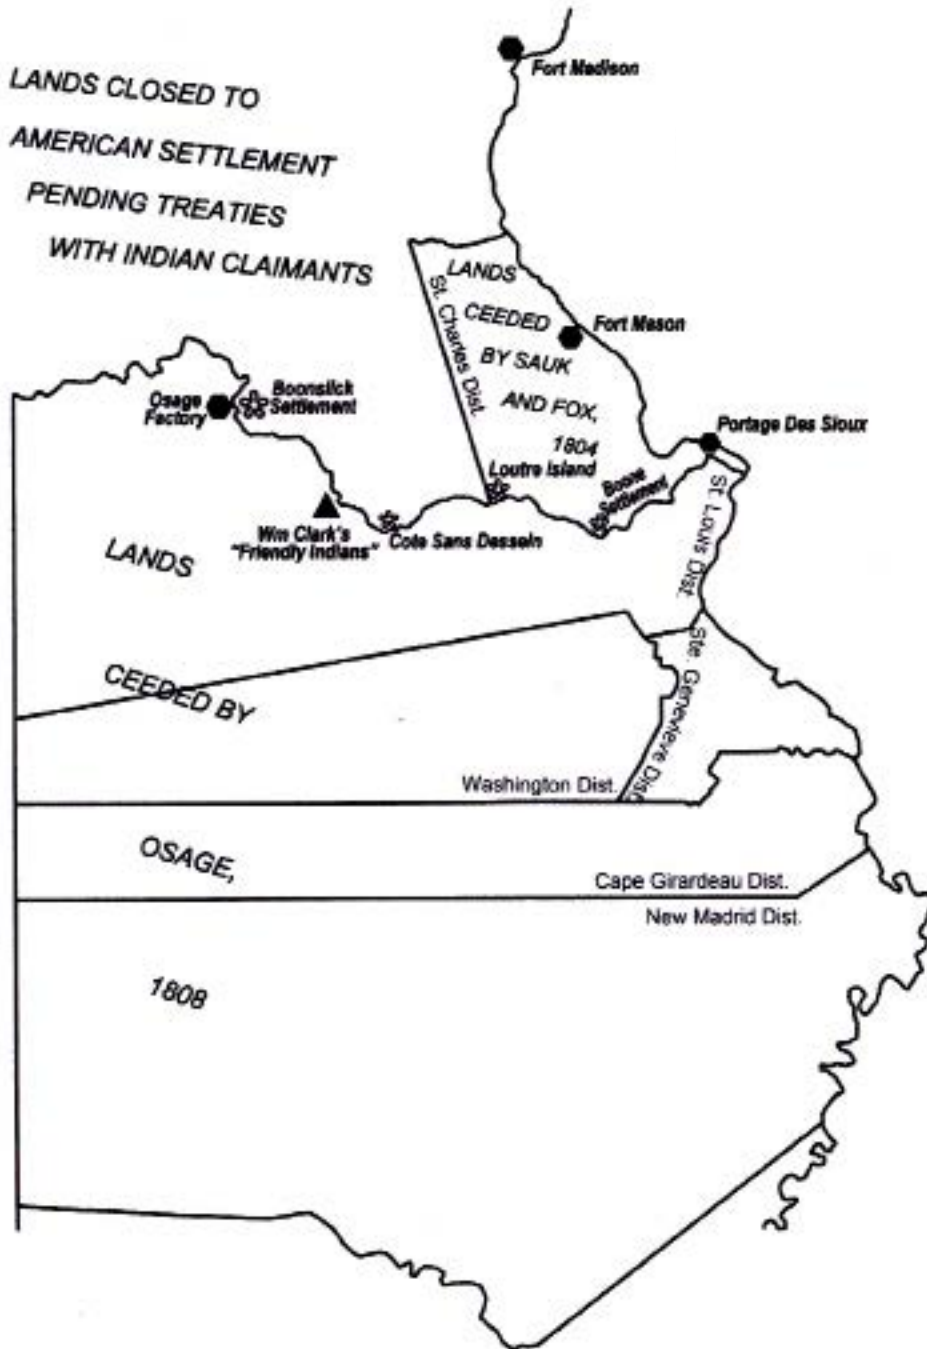 Fort Madison
LANDS CLOSED TO
AMERICAN SETTLEMENT
PENDING TREATIES
WITH INDIAN CLAIMANTS
LANDS
CEEDED
BY SAUK
AND FOX,
1804
St. Charles Dist.
Fort Mason
Osage
Factory
Boonslick
Settlement
Portage Des Sioux
Loutre Island
Boone
Settlement
Wm Clark's
"Friendly Indians"
Cote Sans Dessein
St. Louis Dist.
Ste. Genevieve Dist.
LANDS
CEEDED BY
OSAGE,
1808
Washington Dist.
Cape Girardeau Dist.
New Madrid Dist.